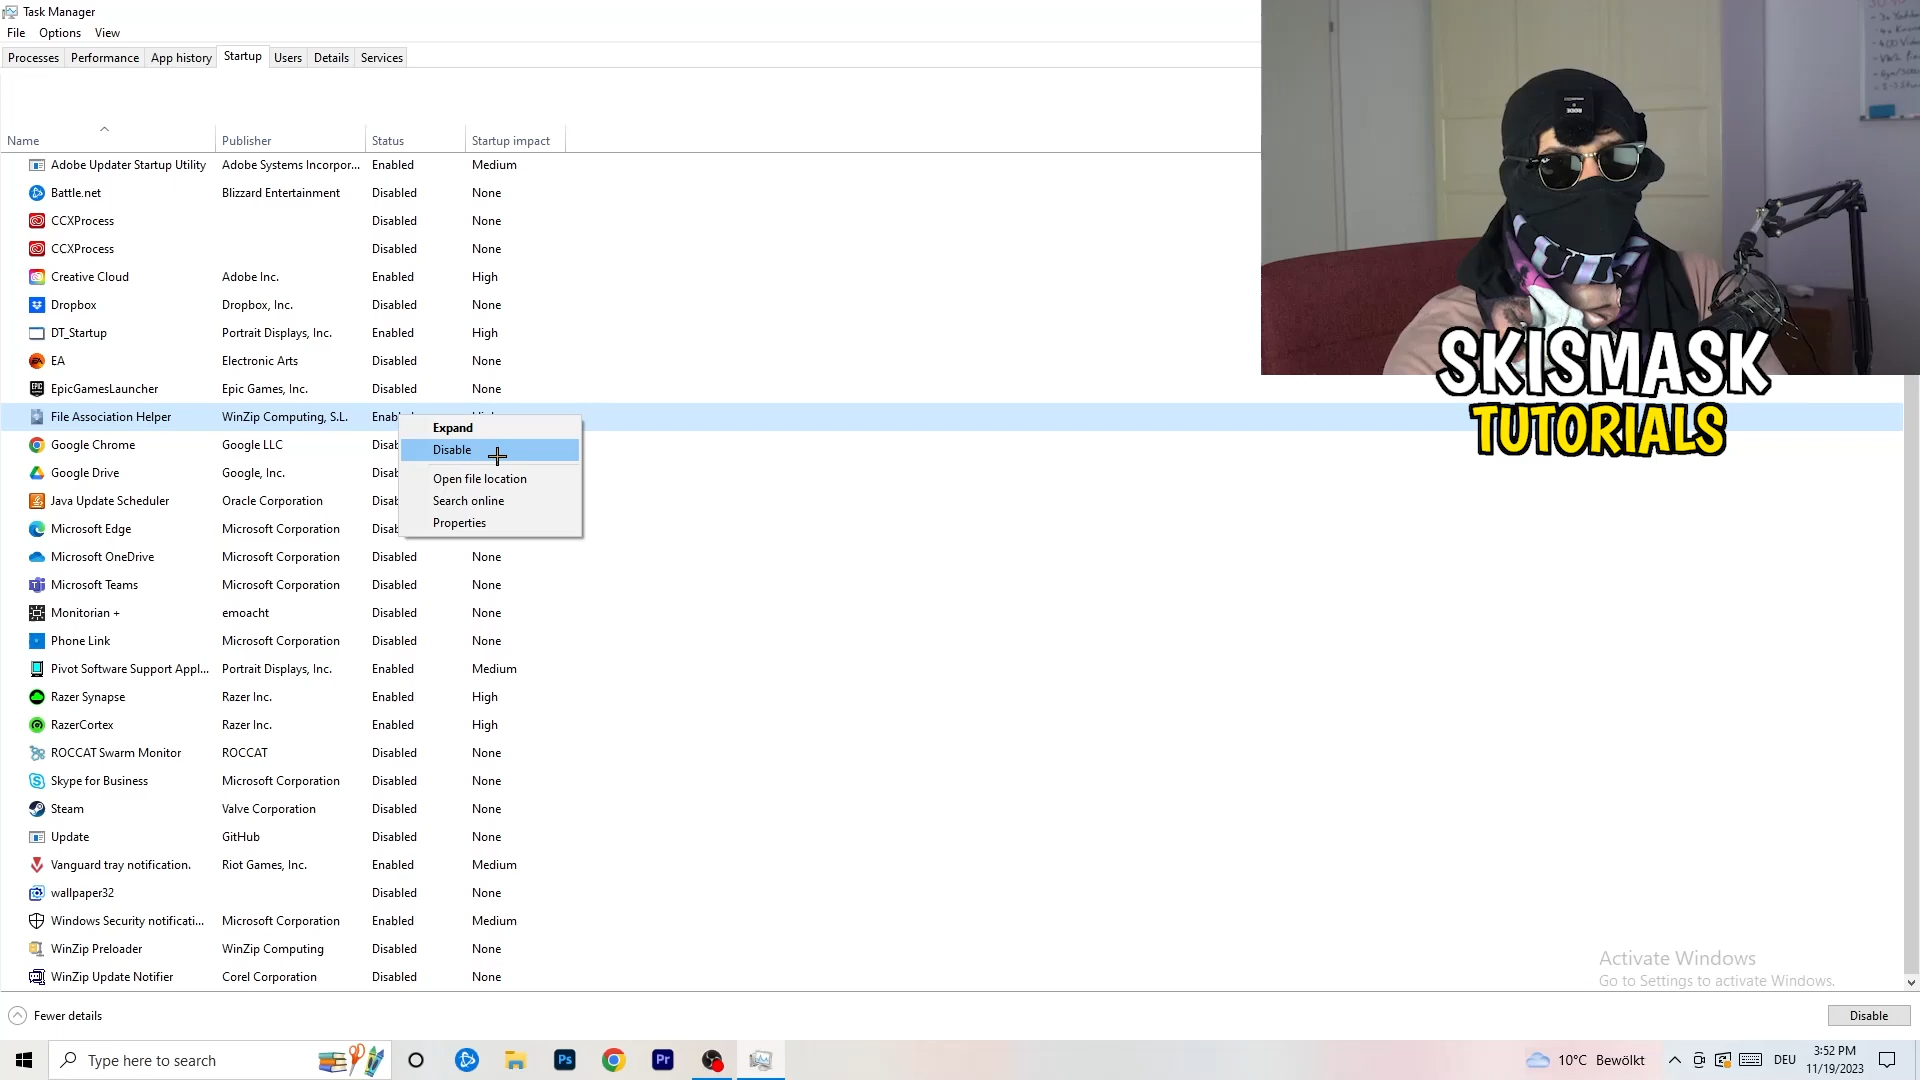 Task Manager
File Options View
Processes Performance App history Startup Users Details Services
Name Publisher Status Startup impact
Adobe Updater Startup Utility Adobe Systems Incorpor... Enabled Medium
Battle.net Blizzard Entertainment Disabled None
CCXProcess Disabled None
CCXProcess Disabled None
Creative Cloud Adobe Inc. Enabled High
Dropbox Dropbox, Inc. Disabled None
DT_Startup Portrait Displays, Inc. Enabled High
EA Electronic Arts Disabled None
EpicGamesLauncher Epic Games, Inc. Disabled None
File Association Helper WinZip Computing, S.L.
Google Chrome Google LLC
Google Drive Google, Inc.
Java Update Scheduler Oracle Corporation
Microsoft Edge Microsoft Corporation
Expand
Disable
Open file location
Search online
Properties
Microsoft OneDrive Microsoft Corporation Disabled None
Microsoft Teams Microsoft Corporation Disabled None
Monitorian + emoacht Disabled None
Phone Link Microsoft Corporation Disabled None
Pivot Software Support Appl... Portrait Displays, Inc. Enabled Medium
Razer Synapse Razer Inc. Enabled High
RazerCortex Razer Inc. Enabled High
ROCCAT Swarm Monitor ROCCAT Disabled None
Skype for Business Microsoft Corporation Disabled None
Steam Valve Corporation Disabled None
Update GitHub Disabled None
Vanguard tray notification. Riot Games, Inc. Enabled Medium
wallpaper32 Disabled None
Windows Security notificati... Microsoft Corporation Enabled Medium
WinZip Preloader WinZip Computing Disabled None
WinZip Update Notifier Corel Corporation Disabled None
SKISMASK
TUTORIALS
Activate Windows
Go to Settings to activate Windows.
Fewer details
Disable
Type here to search
Ps
Pr
10°C Bewölkt
DEU
3:52 PM
11/19/2023